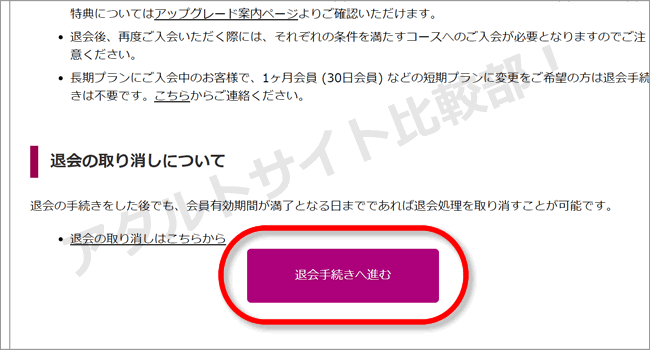 特典についてはアップグレード案内ページよりご確認いただけます。
• 退会後、再度ご入会いただく際には、それぞれの条件を満たすコースへのご入会が必要となりますのでご注
意ください。
• 長期プランにご入会中のお客様で、1ヶ月会員 (30日会員) などの短期プランに変更をご希望の方は退会手続
きは不要です。こちらからご連絡ください。
退会の取り消しについて
退会の手続きをした後でも、会員有効期間が満了となる日までであれば退会処理を取り消すことが可能です。
• 退会の取り消しはこちらから
退会手続きへ進む
アダルトサイト比較部!